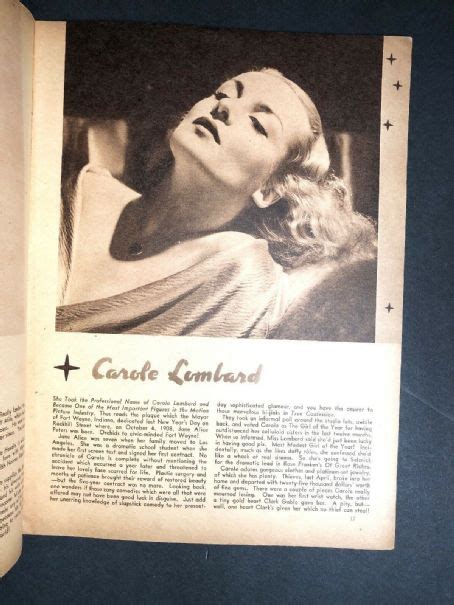 Carole Lombard
She Took the Professional Name of Carole Lombard and
Became One of the Most Important Figures in the Motion
Picture Industry. Thus reads the plaque which the Mayor
of Fort Wayne, Indiana, dedicated last New Year's Day on
Rockhill Street where, on October 6, 1908, Jane Alice
Peters was born. Orchids to civic-minded Fort Wayne!
Jane Alice was seven when her family moved to Los
Angeles. She was a dramatic school student when she
made her first screen test and signed her first contract. No
chronicle of Carole is complete without mentioning the
accident which occurred a year later and threatened to
leave her lovely face scarred for life. Plastic surgery and
months of patience brought their reward of restored beauty
—but the five-year contract was no more. Looking back,
one wonders if those zany comedies which were all that were
offered may not have been good luck in disguise. Just add
her unerring knowledge of slapstick comedy to her present-
day sophisticated glamour, and you have the answer to
those marvelous in True Confession.
They took an informal poll around the studio lots,
back, and voted Carole as The Girl of the Year for having
outdistanced her celluloid sisters in the last twelve months.
When so informed, Miss Lombard said she'd just been lucky
in having good pix. Most Modest Girl of the Year! Inci-
dentally, much as she likes daffy roles, she confessed she'd
like a whack at real drama. So she's going to Selznick
for the dramatic lead in Rose Franken's Of Great Riches.
Carole adores gorgeous clothes and platinum-set jewelry,
of which she has plenty. Thieves, last April, broke into her
home and departed with twenty-five thousand dollars worth
of fine gems. There were a couple of pieces Carole really
mourned losing. One was her first wrist watch, the other
a tiny gold heart Clark Gable gave her. A pity, but—
well, one heart Clark's given her which no thief can steal!
17